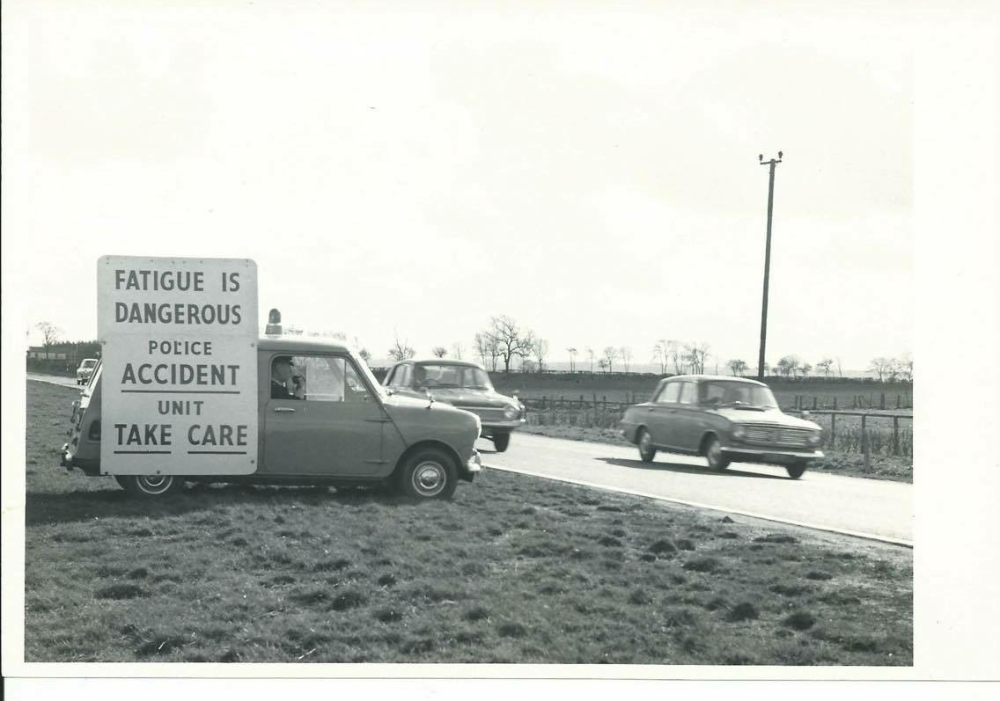 FATIGUE IS
DANGEROUS
POLICE
ACCIDENT
UNIT
TAKE CARE